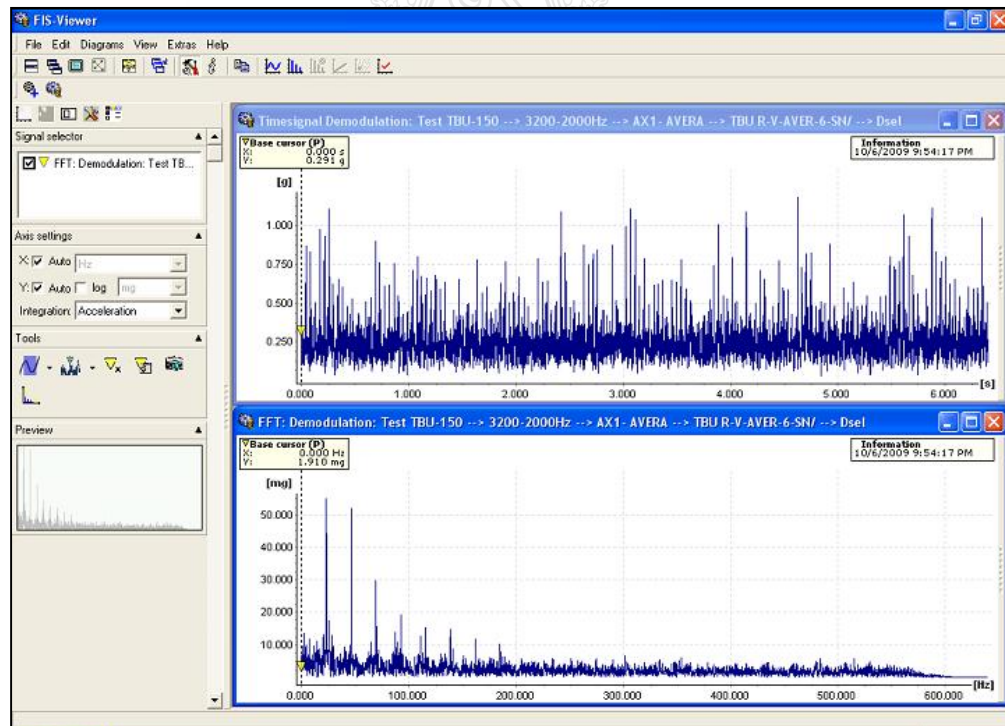 FIS-Viewer
File Edit Diagrams View Extras Help
Signal selector
FFT: Demodulation: Test TB...
Axis settings
X: Auto Hz
Y: Auto log mg
Integration: Acceleration
Tools
Preview
Timesignal Demodulation: Test TBU-150 --> 3200-2000Hz --> AX1- AVERA --> TBU R-V-AVER-6-SN/ --> Dsel
Base cursor (P)
X: 0.000 s
Y: 0.291 g
Information
10/6/2009 9:54:17 PM
[g]
1.000
0.750
0.500
0.250
0.000 1.000 2.000 3.000 4.000 5.000 6.000 [s]
FFT: Demodulation: Test TBU-150 --> 3200-2000Hz --> AX1- AVERA --> TBU R-V-AVER-6-SN/ --> Dsel
Base cursor (P)
X: 0.000 Hz
Y: 1.910 mg
Information
10/6/2009 9:54:17 PM
[mg]
50.000
40.000
30.000
20.000
10.000
0.000 100.000 200.000 300.000 400.000 500.000 600.000 [Hz]